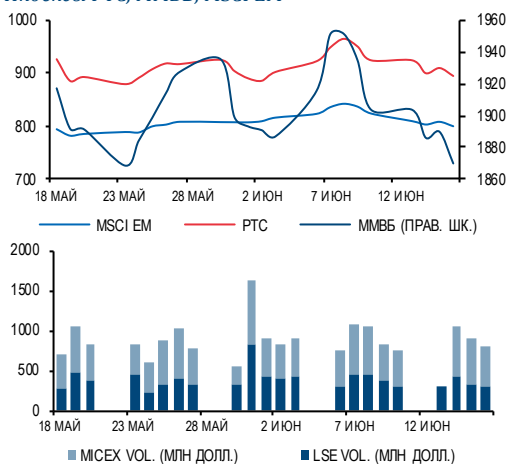 1000 1960
1940
900 1920
1900
800 1880
700 1860
18 МАЙ 23 МАЙ 28 МАЙ 2 ИЮН 7 ИЮН 12 ИЮН
MSCI EM РТС ММВБ (ПРАВ. ШК.)
2000
1500
1000
500
0
18 МАЙ 23 МАЙ 28 МАЙ 2 ИЮН 7 ИЮН 12 ИЮН
MICEX VOL. (МЛН ДОЛЛ.) LSE VOL. (МЛН ДОЛЛ.)